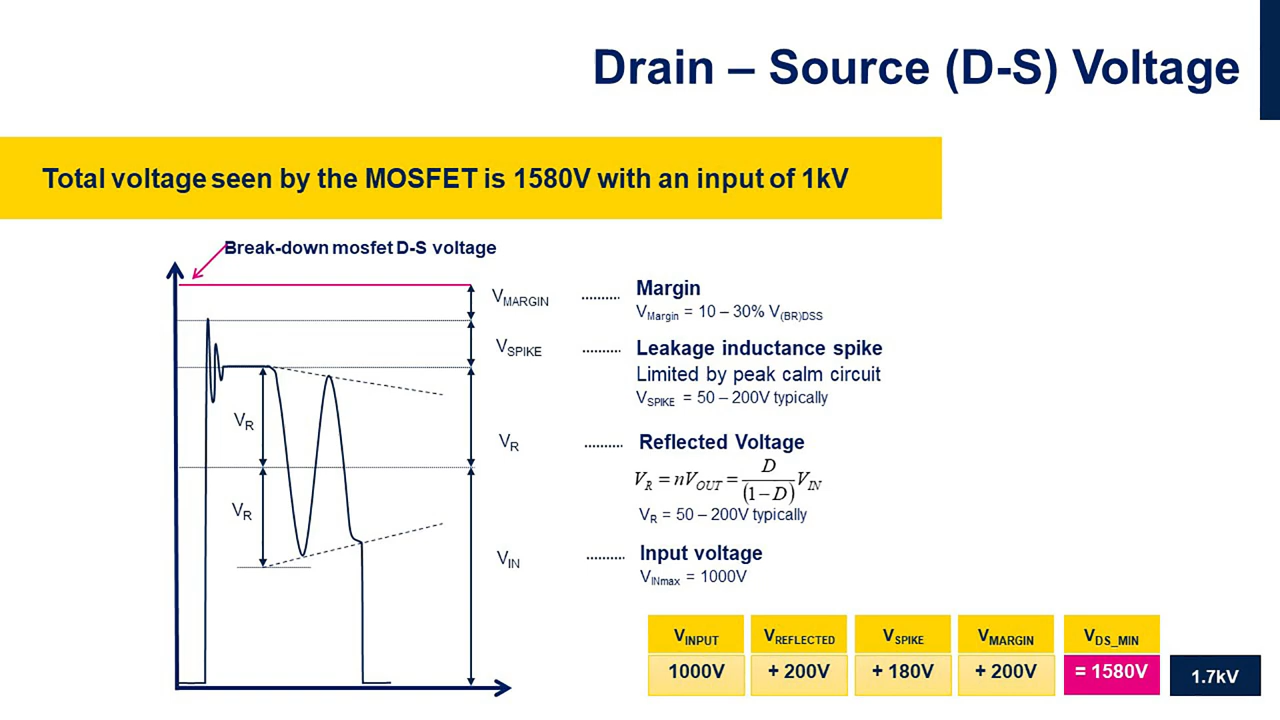 Drain – Source (D-S) Voltage
Total voltage seen by the MOSFET is 1580V with an input of 1kV
Break-down mosfet D-S voltage
V_MARGIN ..........
Margin
V_Margin = 10 – 30% V_(BR)DSS
V_SPIKE ..........
Leakage inductance spike
Limited by peak calm circuit
V_SPIKE = 50 – 200V typically
V_R
V_R
V_R ..........
Reflected Voltage
V_R = nV_OUT = D/(1−D) V_IN
V_R = 50 – 200V typically
V_IN ..........
Input voltage
V_INmax = 1000V
V_INPUT V_REFLECTED V_SPIKE V_MARGIN V_DS_MIN
1000V + 200V + 180V + 200V = 1580V 1.7kV